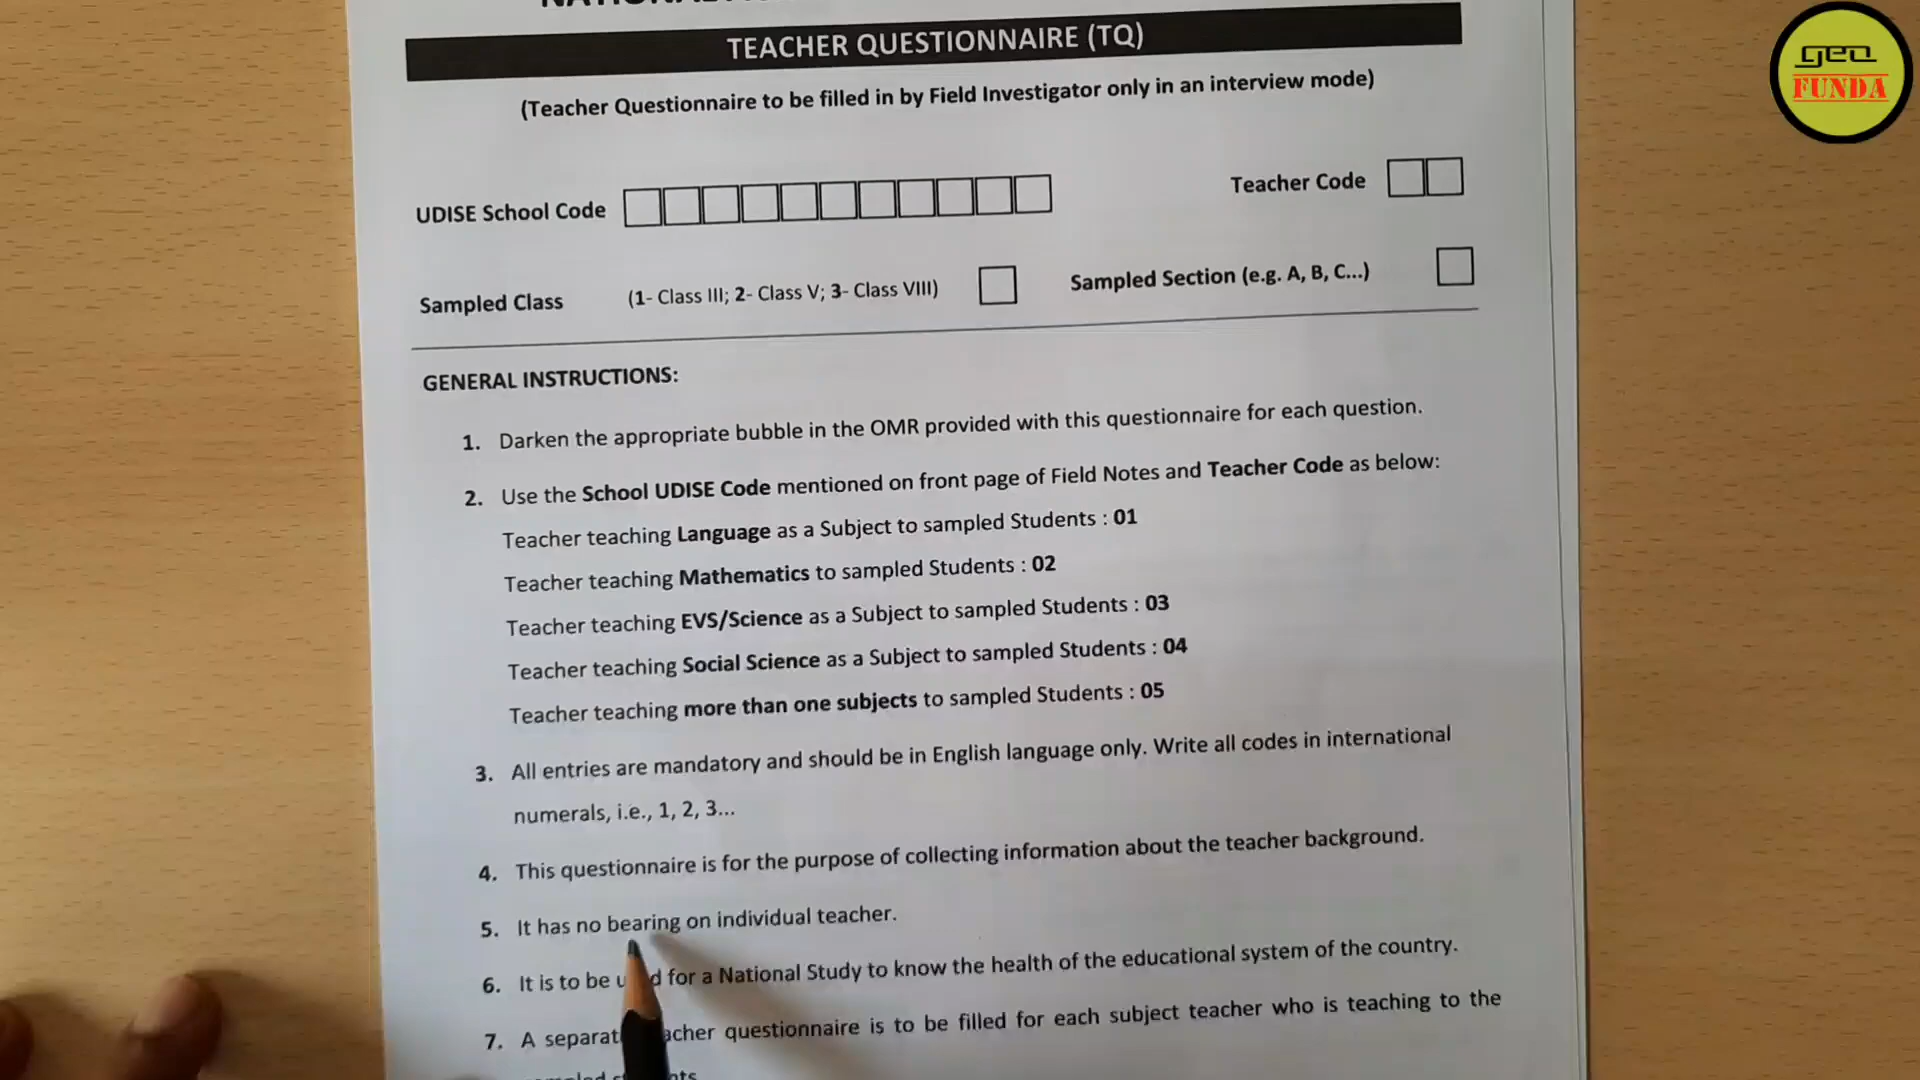 TEACHER QUESTIONNAIRE (TQ)
(Teacher Questionnaire to be filled in by Field Investigator only in an interview mode)
UDISE School Code
Teacher Code
Sampled Class (1- Class III; 2- Class V; 3- Class VIII)
Sampled Section (e.g. A, B, C...)
GENERAL INSTRUCTIONS:
1. Darken the appropriate bubble in the OMR provided with this questionnaire for each question.
2. Use the School UDISE Code mentioned on front page of Field Notes and Teacher Code as below:
Teacher teaching Language as a Subject to sampled Students : 01
Teacher teaching Mathematics to sampled Students : 02
Teacher teaching EVS/Science as a Subject to sampled Students : 03
Teacher teaching Social Science as a Subject to sampled Students : 04
Teacher teaching more than one subjects to sampled Students : 05
3. All entries are mandatory and should be in English language only. Write all codes in international
numerals, i.e., 1, 2, 3...
4. This questionnaire is for the purpose of collecting information about the teacher background.
5. It has no bearing on individual teacher.
6. It is to be for a National Study to know the health of the educational system of the country.
7. A questionnaire is to be filled for each subject teacher who is teaching to the
geo
FUNDA